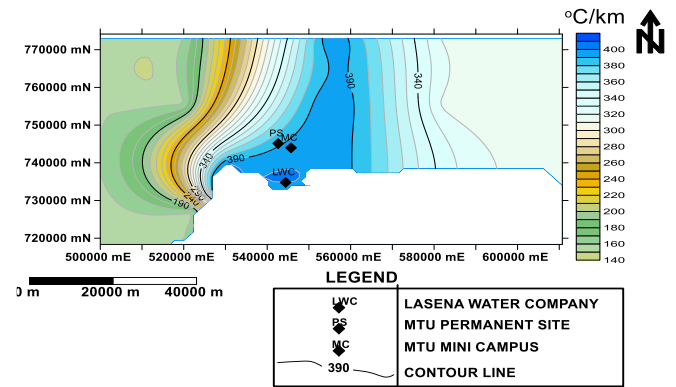 °C/km
N
770000 mN
760000 mN
750000 mN
740000 mN
730000 mN
720000 mN
500000 mE
520000 mE
540000 mE
560000 mE
580000 mE
600000 mE
390
340
PS
MC
340
390
LWC
290
240
190
400
380
360
340
320
300
280
260
240
220
200
180
160
140
0 m 20000 m 40000 m
LEGEND
LWC LASENA WATER COMPANY
PS MTU PERMANENT SITE
MC MTU MINI CAMPUS
390 CONTOUR LINE